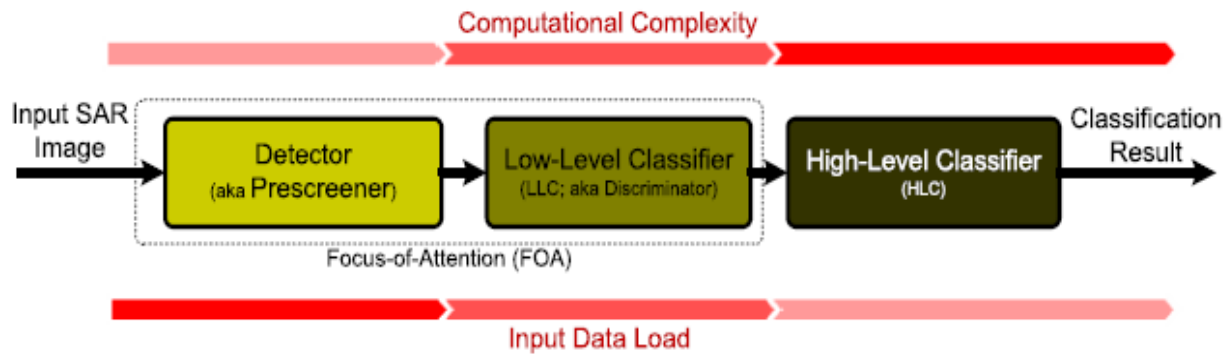 Computational Complexity
Input SAR
Image
Detector
(aka Prescreener)
Low-Level Classifier
(LLC; aka Discriminator)
High-Level Classifier
(HLC)
Classification
Result
Focus-of-Attention (FOA)
Input Data Load